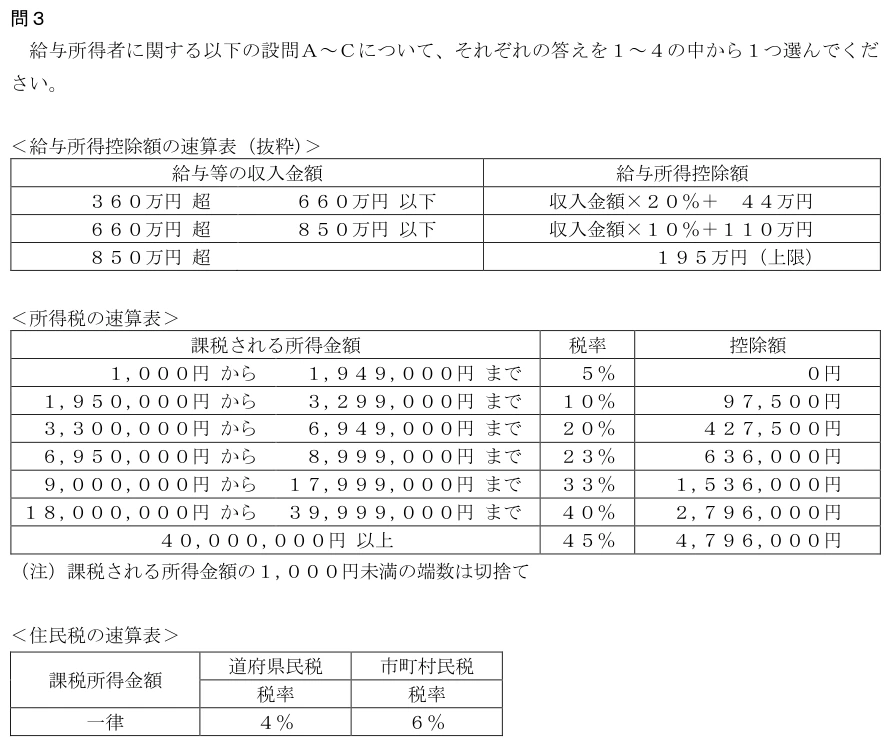 問３
給与所得者に関する以下の設問Ａ～Ｃについて、それぞれの答えを１～４の中から１つ選んでくだ
さい。
＜給与所得控除額の速算表（抜粋）＞
給与等の収入金額 給与所得控除額
３６０万円 超 ６６０万円 以下 収入金額×２０％＋ ４４万円
６６０万円 超 ８５０万円 以下 収入金額×１０％＋１１０万円
８５０万円 超 １９５万円（上限）
＜所得税の速算表＞
課税される所得金額 税率 控除額
１,０００円 から １,９４９,０００円 まで ５％ ０円
１,９５０,０００円 から ３,２９９,０００円 まで １０％ ９７,５００円
３,３００,０００円 から ６,９４９,０００円 まで ２０％ ４２７,５００円
６,９５０,０００円 から ８,９９９,０００円 まで ２３％ ６３６,０００円
９,０００,０００円 から １７,９９９,０００円 まで ３３％ １,５３６,０００円
１８,０００,０００円 から ３９,９９９,０００円 まで ４０％ ２,７９６,０００円
４０,０００,０００円 以上 ４５％ ４,７９６,０００円
（注）課税される所得金額の１,０００円未満の端数は切捨て
＜住民税の速算表＞
課税所得金額 道府県民税 市町村民税
税率 税率
一律 ４％ ６％